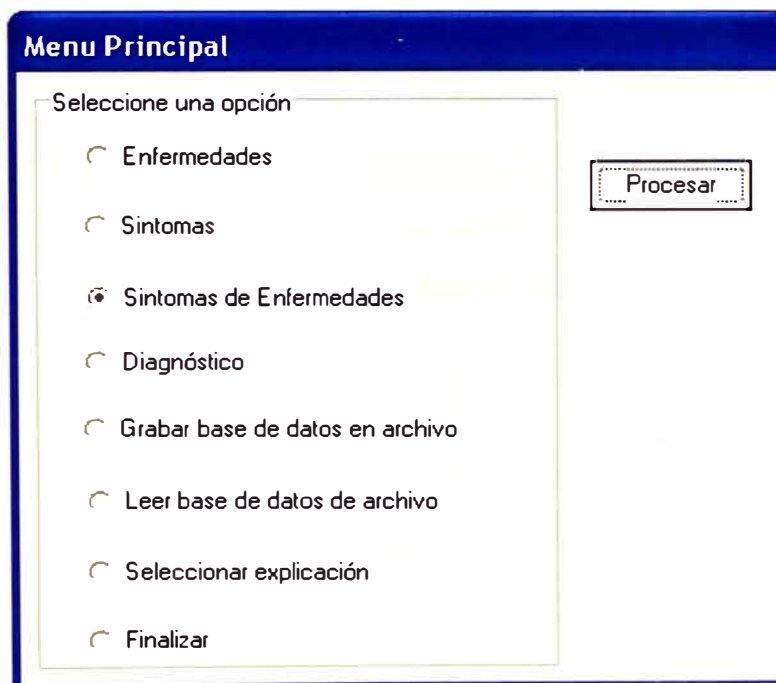 Menu Principal
Seleccione una opción
Enfermedades
Procesar
Sintomas
Sintomas de Enfermedades
Diagnóstico
Grabar base de datos en archivo
Leer base de datos de archivo
Seleccionar explicación
Finalizar